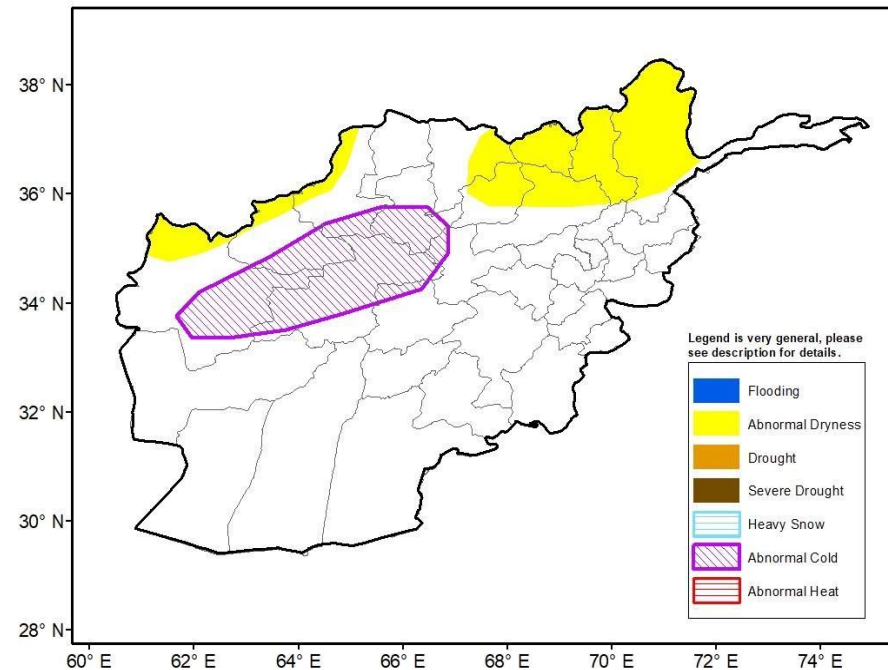 38° N
36° N
34° N
32° N
30° N
28° N
60° E
62° E
64° E
66° E
68° E
70° E
72° E
74° E
Legend is very general, please
see description for details.
Flooding
Abnormal Dryness
Drought
Severe Drought
Heavy Snow
Abnormal Cold
Abnormal Heat